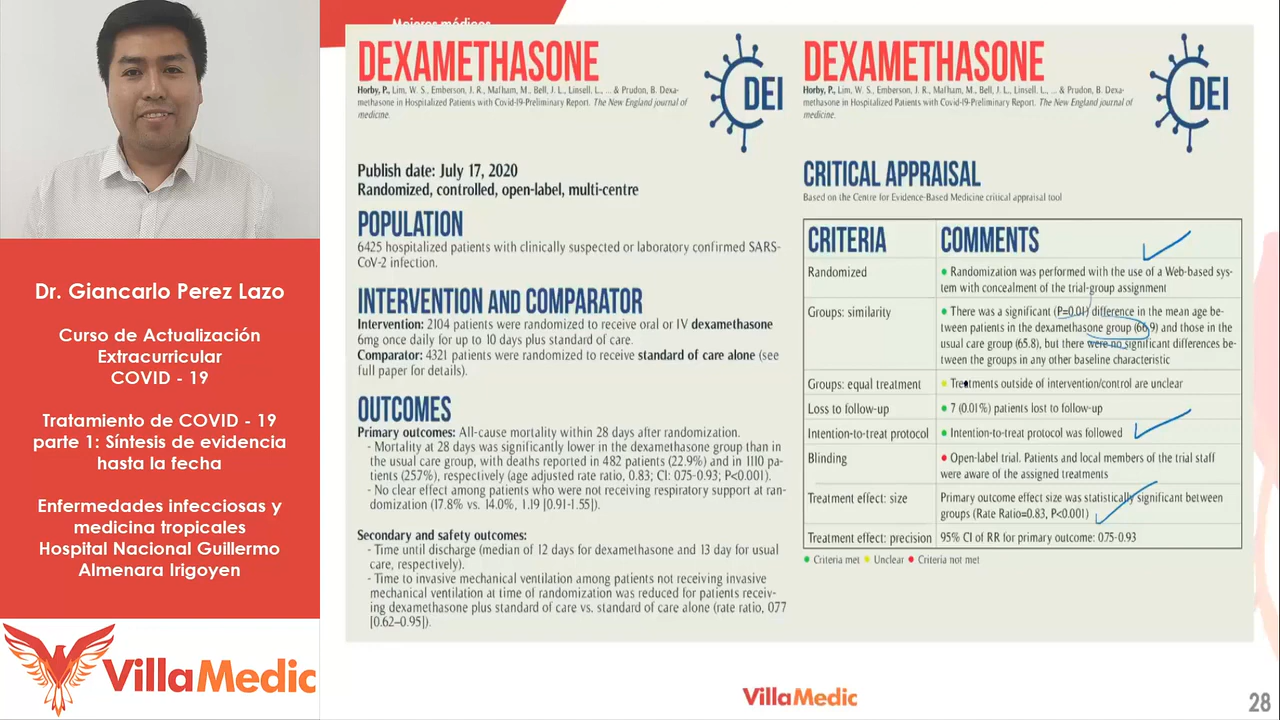 Mejores médicos
Dr. Giancarlo Perez Lazo
Curso de Actualización
Extracurricular
COVID - 19
Tratamiento de COVID - 19
parte 1: Síntesis de evidencia
hasta la fecha
Enfermedades infecciosas y
medicina tropicales
Hospital Nacional Guillermo
Almenara Irigoyen
VillaMedic
DEXAMETHASONE
Horby, P., Lim, W. S., Emberson, J. R., Mafham, M., Bell, J. L., Linsell. L., ... & Prudon, B. Dexa-
methasone in Hospitalized Patients with Covid-19-Preliminary Report. The New England journal of
medicine.
DEI
Publish date: July 17, 2020
Randomized, controlled, open-label, multi-centre
POPULATION
6425 hospitalized patients with clinically suspected or laboratory confirmed SARS-
CoV-2 infection.
INTERVENTION AND COMPARATOR
Intervention: 2104 patients were randomized to receive oral or IV dexamethasone
6mg once daily for up to 10 days plus standard of care.
Comparator: 4321 patients were randomized to receive standard of care alone (see
full paper for details).
OUTCOMES
Primary outcomes: All-cause mortality within 28 days after randomization.
- Mortality at 28 days was significantly lower in the dexamethasone group than in
the usual care group, with deaths reported in 482 patients (22.9%) and in 1110 pa-
tients (257%), respectively (age adjusted rate ratio, 0.83; CI: 075-0.93; P<0.001).
- No clear effect among patients who were not receiving respiratory support at ran-
domization (17.8% vs. 14.0%, 1.19 [0.91-1.55]).
Secondary and safety outcomes:
- Time until discharge (median of 12 days for dexamethasone and 13 day for usual
care, respectively).
- Time to invasive mechanical ventilation among patients not receiving invasive
mechanical ventilation at time of randomization was reduced for patients receiv-
ing dexamethasone plus standard of care vs. standard of care alone (rate ratio, 077
[0.62–0.95]).
DEXAMETHASONE
Horby, P., Lim, W. S., Emberson, J. R., Mafham, M., Bell, J. L., Linsell. L., ... & Prudon, B. Dexa-
methasone in Hospitalized Patients with Covid-19-Preliminary Report. The New England journal of
medicine.
DEI
CRITICAL APPRAISAL
Based on the Centre for Evidence-Based Medicine critical appraisal tool
CRITERIA COMMENTS
Randomized
Randomization was performed with the use of a Web-based sys-
tem with concealment of the trial-group assignment
Groups: similarity
There was a significant (P=0.01) difference in the mean age be-
tween patients in the dexamethasone group (66.9) and those in the
usual care group (65.8), but there were no significant differences be-
tween the groups in any other baseline characteristic
Groups: equal treatment
Treatments outside of intervention/control are unclear
Loss to follow-up
7 (0.01%) patients lost to follow-up
Intention-to-treat protocol
Intention-to-treat protocol was followed
Blinding
Open-label trial. Patients and local members of the trial staff
were aware of the assigned treatments
Treatment effect: size
Primary outcome effect size was statistically significant between
groups (Rate Ratio=0.83, P<0.001)
Treatment effect: precision
95% CI of RR for primary outcome: 0.75-0.93
Criteria met Unclear Criteria not met
VillaMedic
28